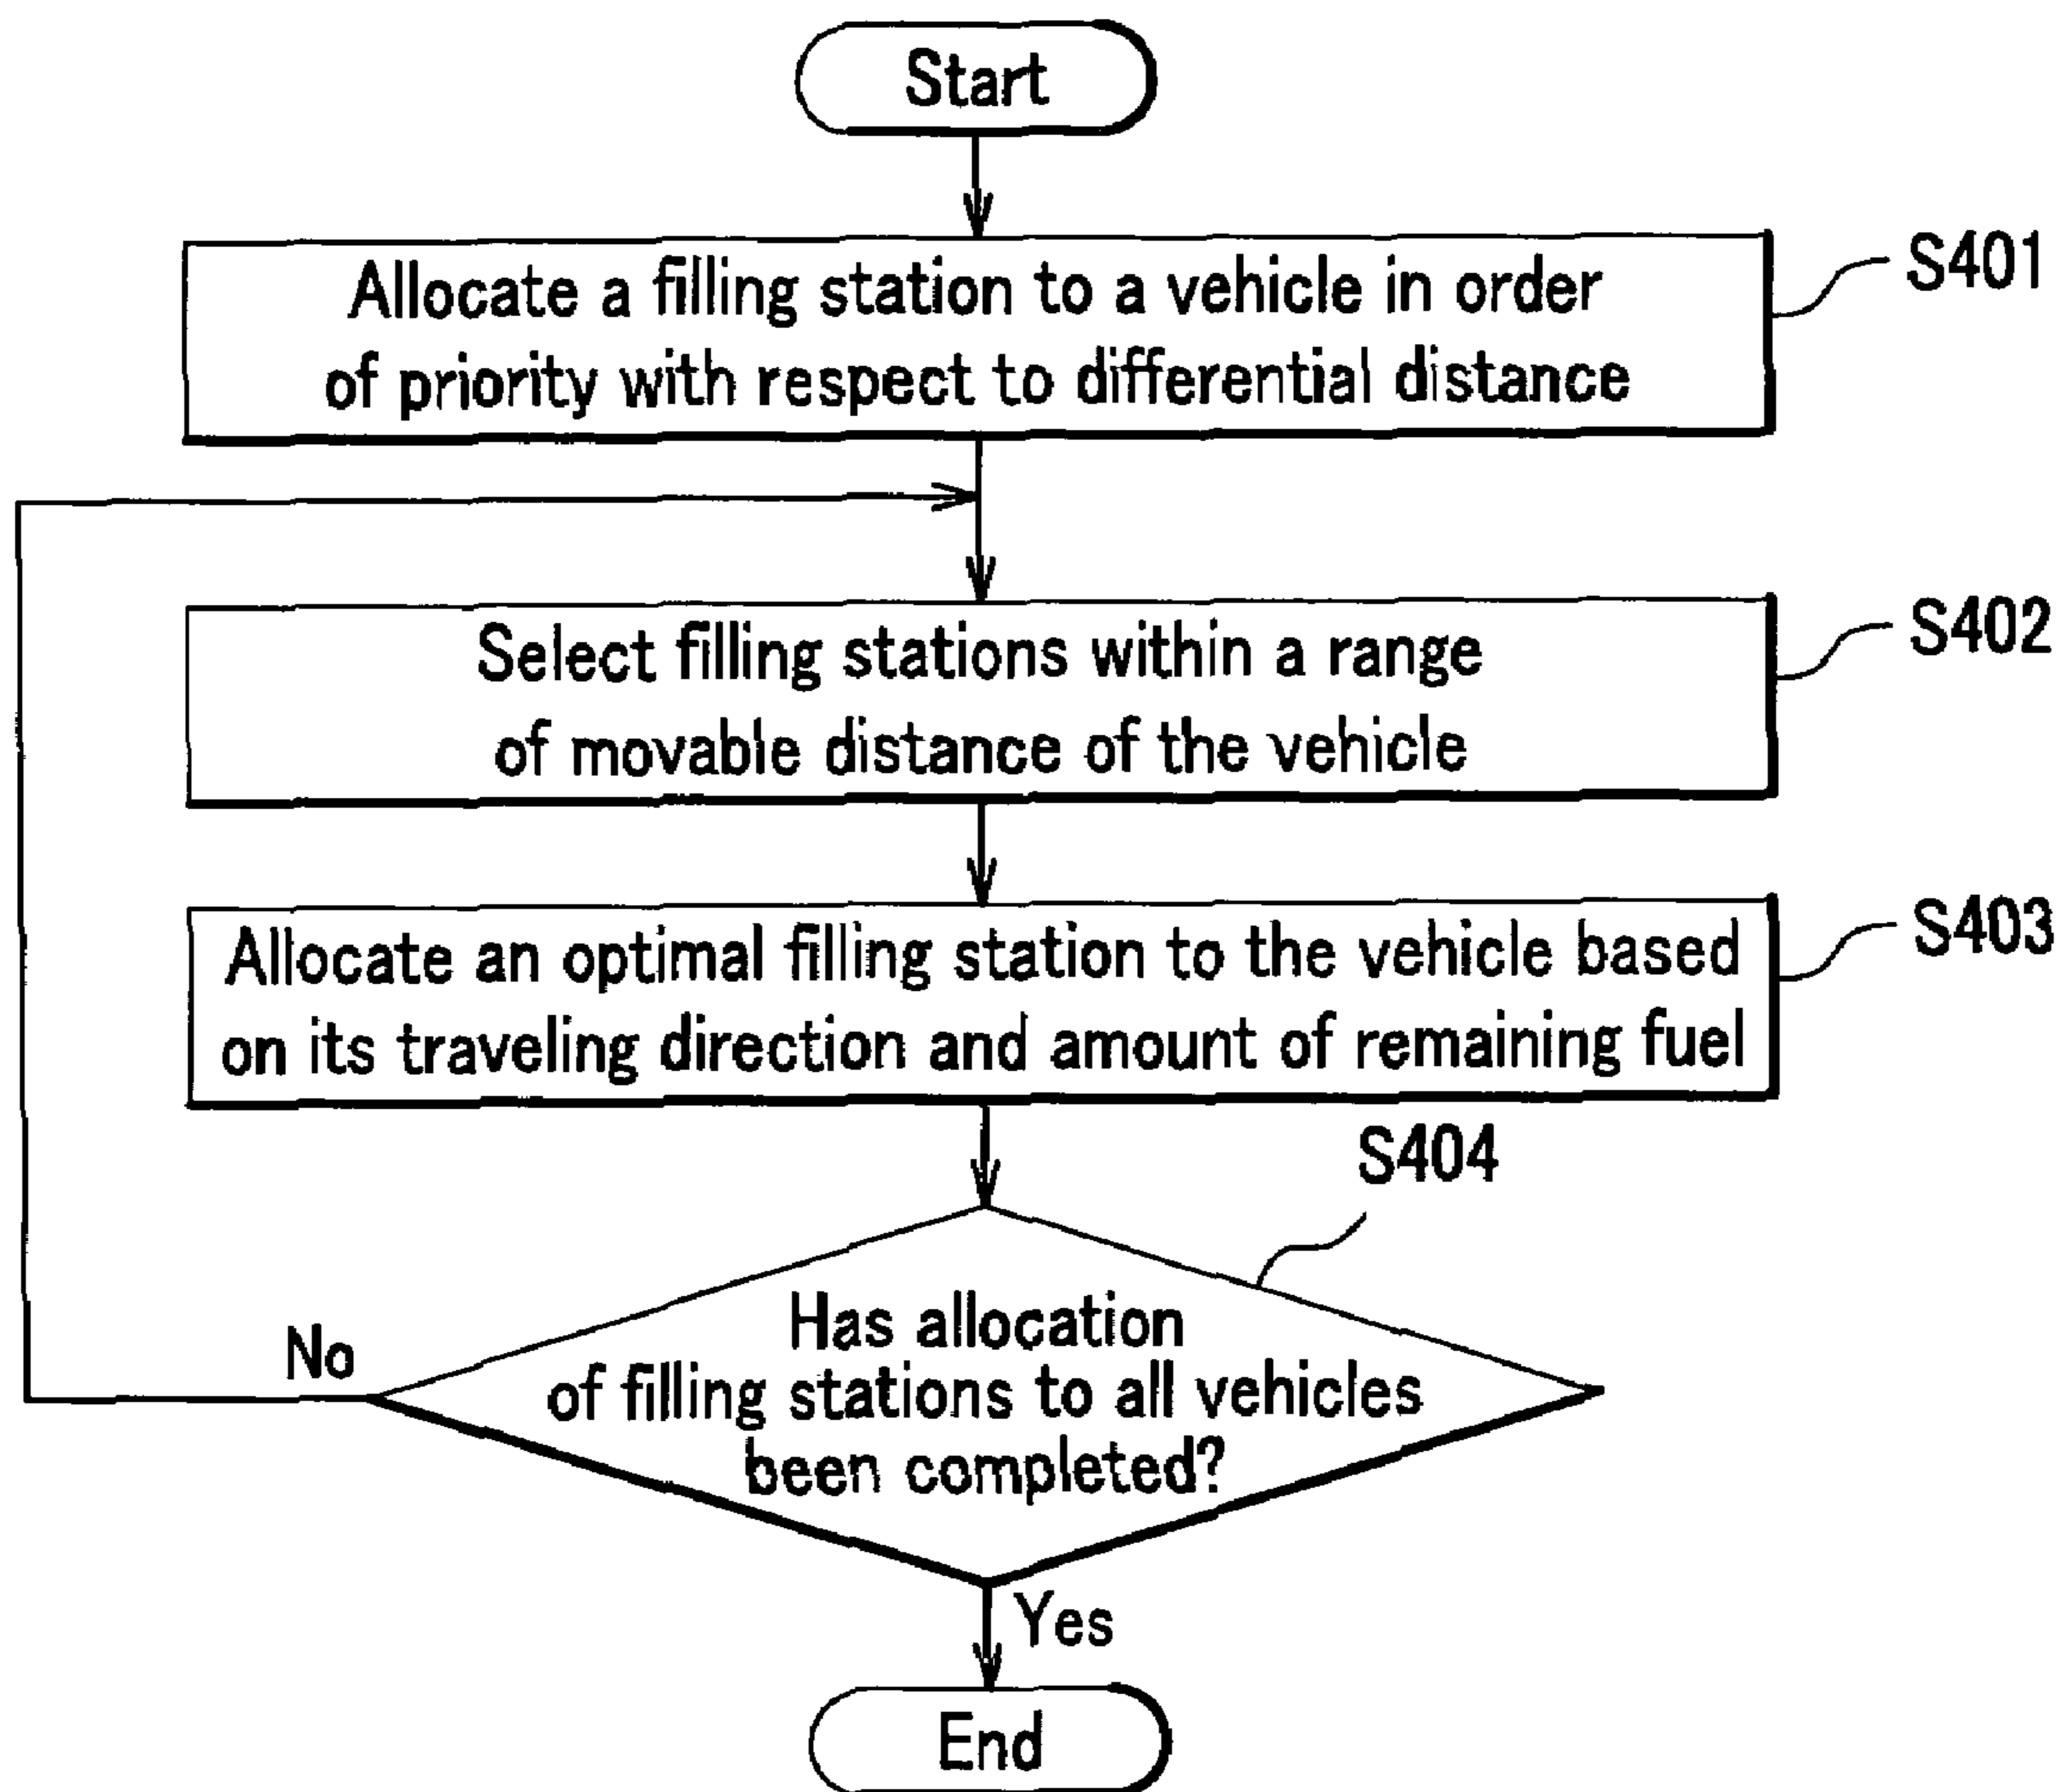 Start
Allocate a filling station to a vehicle in order
of priority with respect to differential distance
S401
Select filling stations within a range
of movable distance of the vehicle
S402
Allocate an optimal filling station to the vehicle based
on its traveling direction and amount of remaining fuel
S403
S404
Has allocation
of filling stations to all vehicles
been completed?
No
Yes
End